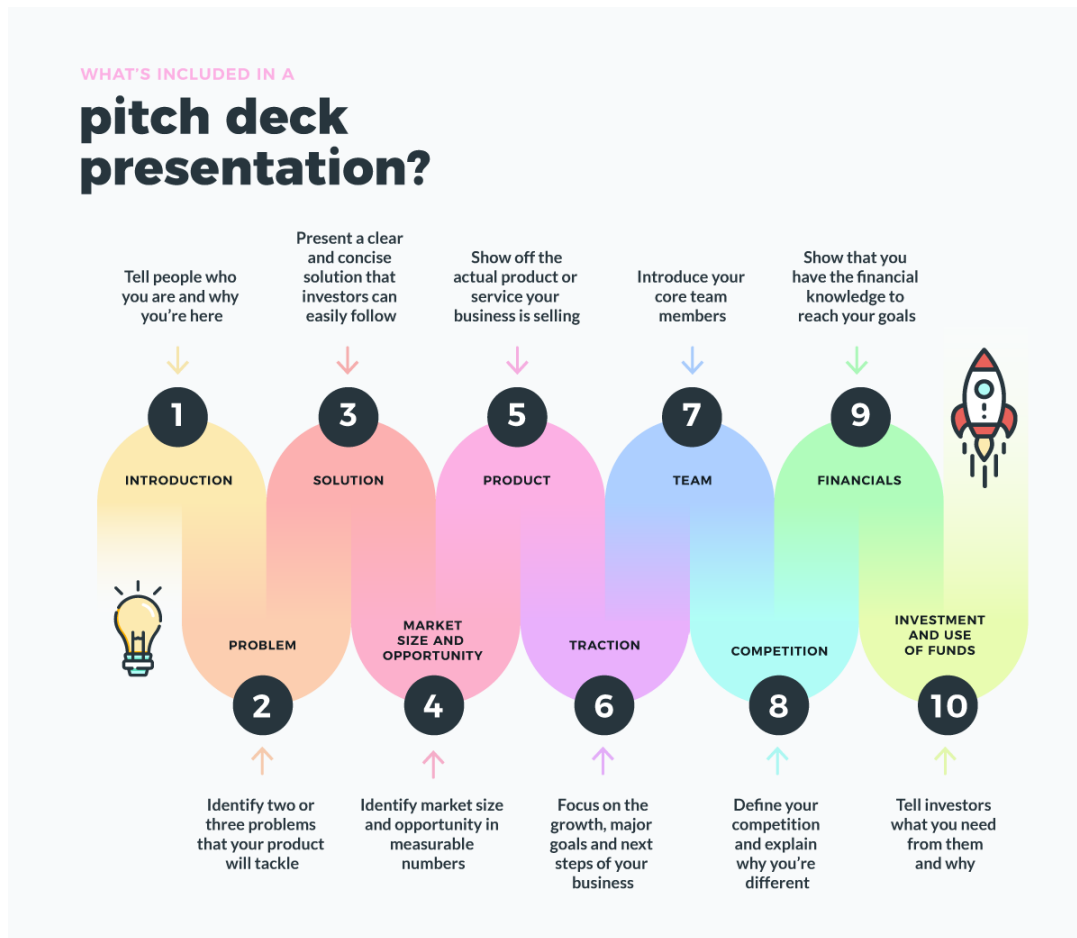 WHAT'S INCLUDED IN A
pitch deck
presentation?
Tell people who
you are and why
you're here
1
INTRODUCTION
PROBLEM
2
Identify two or
three problems
that your product
will tackle
Present a clear
and concise
solution that
investors can
easily follow
3
SOLUTION
MARKET
SIZE AND
OPPORTUNITY
4
Identify market size
and opportunity in
measurable
numbers
Show off the
actual product or
service your
business is selling
5
PRODUCT
TRACTION
6
Focus on the
growth, major
goals and next
steps of your
business
Introduce your
core team
members
7
TEAM
COMPETITION
8
Define your
competition
and explain
why you're
different
Show that you
have the financial
knowledge to
reach your goals
9
FINANCIALS
INVESTMENT
AND USE
OF FUNDS
10
Tell investors
what you need
from them
and why